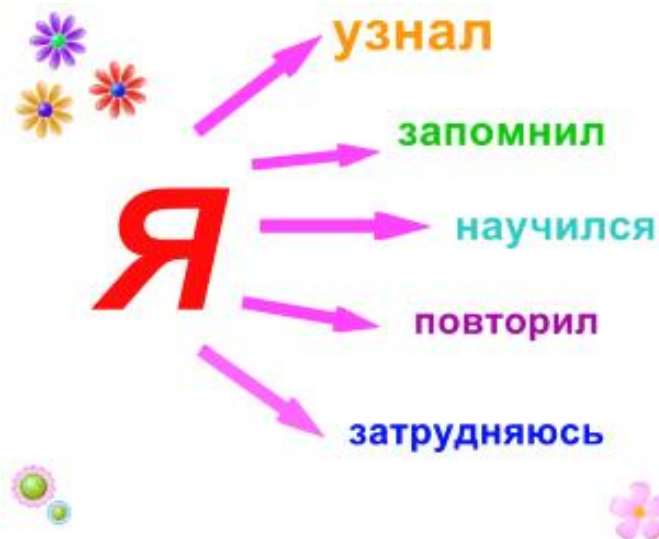 узнал
запомнил
Я
научился
повторил
затрудняюсь